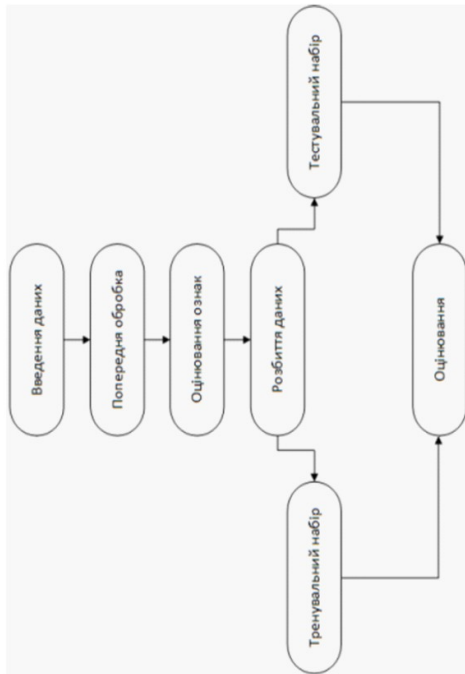 Введення даних
Попередня обробка
Оцінювання ознак
Розбиття даних
Тренувальний набір
Тестувальний набір
Оцінювання